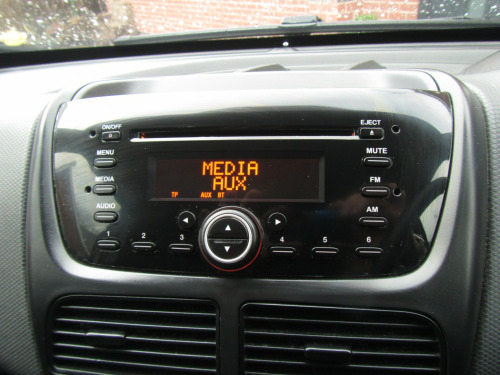 ON/OFF
EJECT
MENU
MEDIA
AUDIO
MEDIA
AUX
TP AUX BT
MUTE
FM
AM
1 2 3 4 5 6